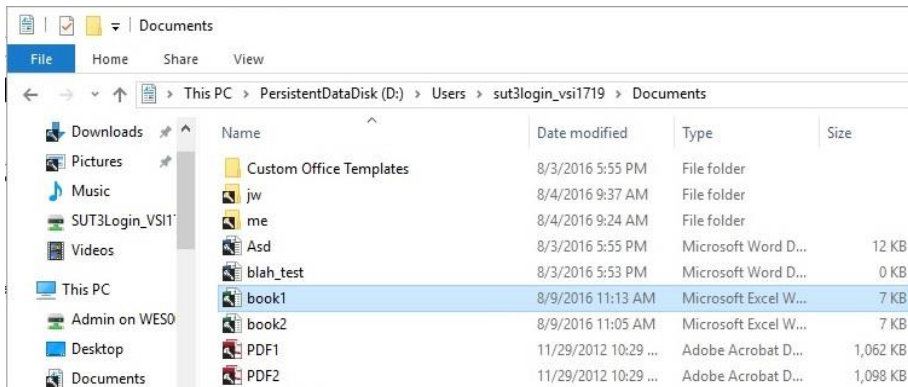 Documents
File Home Share View
This PC > PersistentDataDisk (D:) > Users > sut3login_vsi1719 > Documents
Name Date modified Type Size
Downloads
Pictures
Music
SUT3Login_VSI1
Videos
This PC
Admin on WES0
Desktop
Documents
Custom Office Templates 8/3/2016 5:55 PM File folder
jw 8/4/2016 9:37 AM File folder
me 8/4/2016 9:24 AM File folder
Asd 8/3/2016 5:55 PM Microsoft Word D... 12 KB
blah_test 8/3/2016 5:53 PM Microsoft Word D... 0 KB
book1 8/9/2016 11:13 AM Microsoft Excel W... 7 KB
book2 8/9/2016 11:05 AM Microsoft Excel W... 7 KB
PDF1 11/29/2012 10:29 ... Adobe Acrobat D... 1,062 KB
PDF2 11/29/2012 10:29 ... Adobe Acrobat D... 1,098 KB